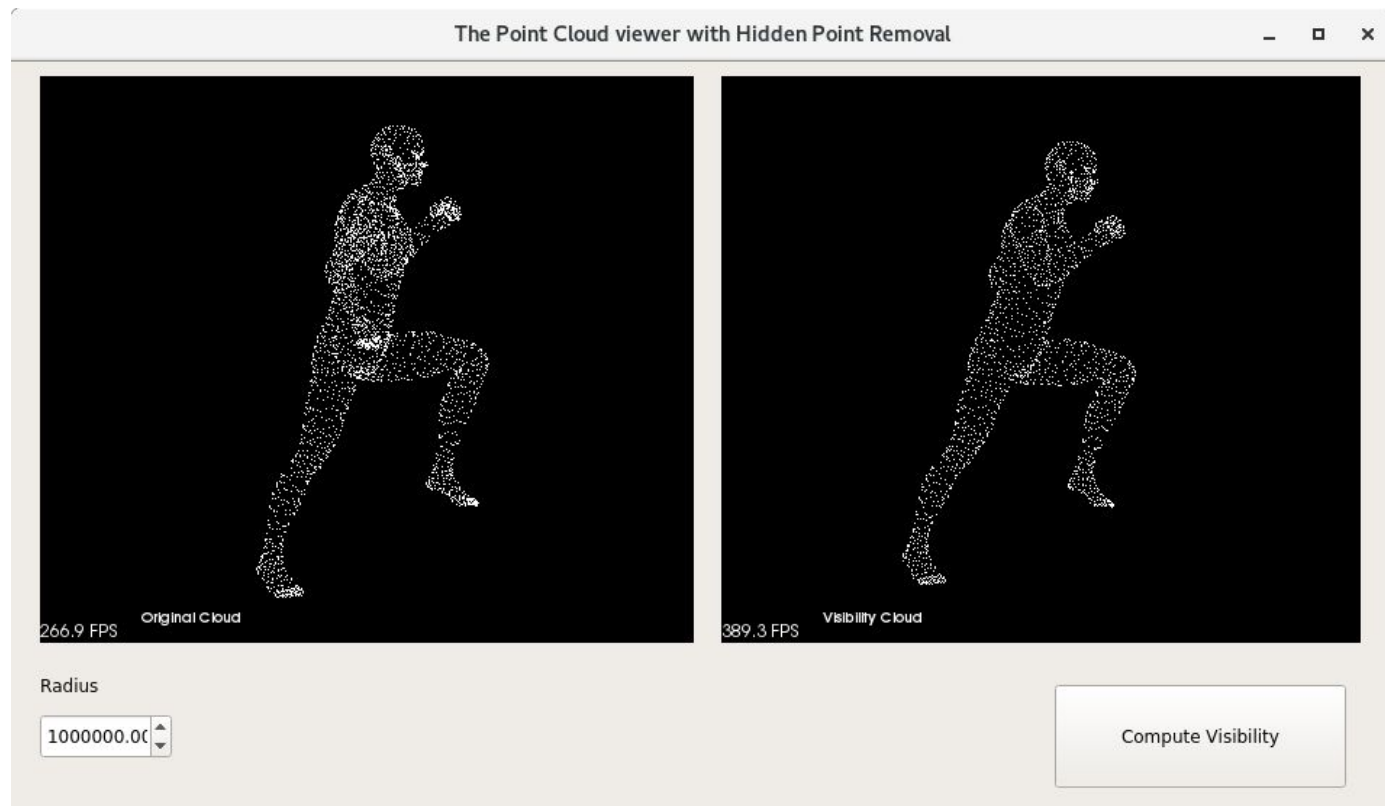 The Point Cloud viewer with Hidden Point Removal
Original Cloud
266.9 FPS
Visibility Cloud
389.3 FPS
Radius
1000000.00
Compute Visibility